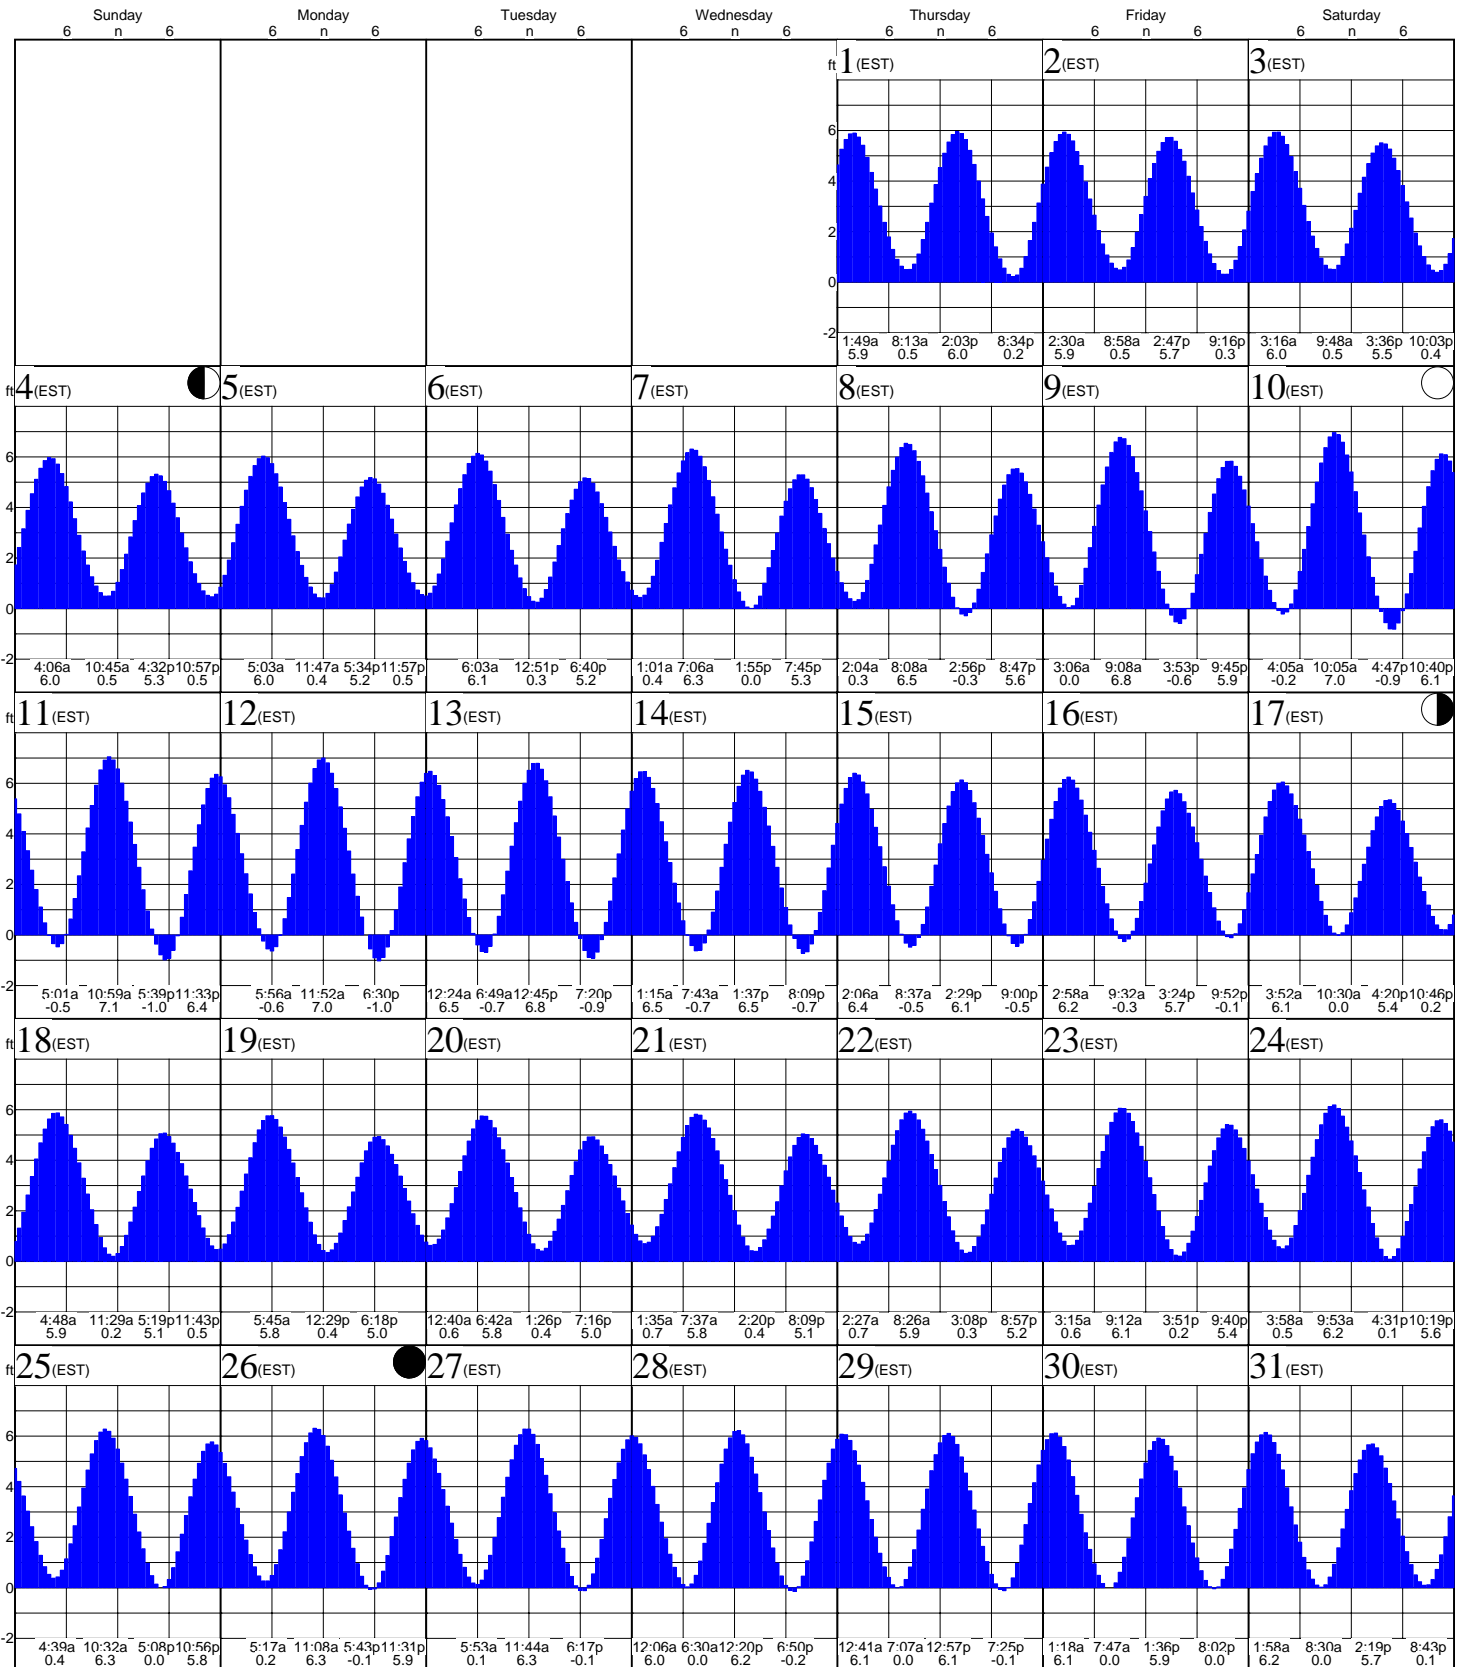 Sunday Monday Tuesday Wednesday Thursday Friday Saturday
6 n 6 6 n 6 6 n 6 6 n 6 6 n 6 6 n 6 6 n 6
ft 1(EST) 2(EST) 3(EST)
6
4
2
0
-2
1:49a 8:13a 2:03p 8:34p 2:30a 8:58a 2:47p 9:16p 3:16a 9:48a 3:36p 10:03p
5.9 0.5 6.0 0.2 5.9 0.5 5.7 0.3 6.0 0.5 5.5 0.4
ft 4(EST) 5(EST) 6(EST) 7(EST) 8(EST) 9(EST) 10(EST)
6
4
2
0
-2
4:06a 10:45a 4:32p 10:57p 5:03a 11:47a 5:34p 11:57p 6:03a 12:51p 6:40p 1:01a 7:06a 1:55p 7:45p 2:04a 8:08a 2:56p 8:47p 3:06a 9:08a 3:53p 9:45p 4:05a 10:05a 4:47p 10:40p
6.0 0.5 5.3 0.5 6.0 0.4 5.2 0.5 6.1 0.3 5.2 0.4 6.3 0.0 5.3 0.3 6.5 -0.3 5.6 0.0 6.8 -0.6 5.9 -0.2 7.0 -0.9 6.1
ft 11(EST) 12(EST) 13(EST) 14(EST) 15(EST) 16(EST) 17(EST)
6
4
2
0
-2
5:01a 10:59a 5:39p 11:33p 5:56a 11:52a 6:30p 12:24a 6:49a 12:45p 7:20p 1:15a 7:43a 1:37p 8:09p 2:06a 8:37a 2:29p 9:00p 2:58a 9:32a 3:24p 9:52p 3:52a 10:30a 4:20p 10:46p
-0.5 7.1 -1.0 6.4 -0.6 7.0 -1.0 6.5 -0.7 6.8 -0.9 6.5 -0.7 6.5 -0.7 6.4 -0.5 6.1 -0.5 6.2 -0.3 5.7 -0.1 6.1 0.0 5.4 0.2
ft 18(EST) 19(EST) 20(EST) 21(EST) 22(EST) 23(EST) 24(EST)
6
4
2
0
-2
4:48a 11:29a 5:19p 11:43p 5:45a 12:29p 6:18p 12:40a 6:42a 1:26p 7:16p 1:35a 7:37a 2:20p 8:09p 2:27a 8:26a 3:08p 8:57p 3:15a 9:12a 3:51p 9:40p 3:58a 9:53a 4:31p 10:19p
5.9 0.2 5.1 0.5 5.8 0.4 5.0 0.6 5.8 0.4 5.0 0.7 5.8 0.4 5.1 0.7 5.9 0.3 5.2 0.6 6.1 0.2 5.4 0.5 6.2 0.1 5.6
ft 25(EST) 26(EST) 27(EST) 28(EST) 29(EST) 30(EST) 31(EST)
6
4
2
0
-2
4:39a 10:32a 5:08p 10:56p 5:17a 11:08a 5:43p 11:31p 5:53a 11:44a 6:17p 12:06a 6:30a 12:20p 6:50p 12:41a 7:07a 12:57p 7:25p 1:18a 7:47a 1:36p 8:02p 1:58a 8:30a 2:19p 8:43p
0.4 6.3 0.0 5.8 0.2 6.3 -0.1 5.9 0.1 6.3 -0.1 6.0 0.0 6.2 -0.2 6.1 0.0 6.1 -0.1 6.1 0.0 5.9 0.0 6.2 0.0 5.7 0.1